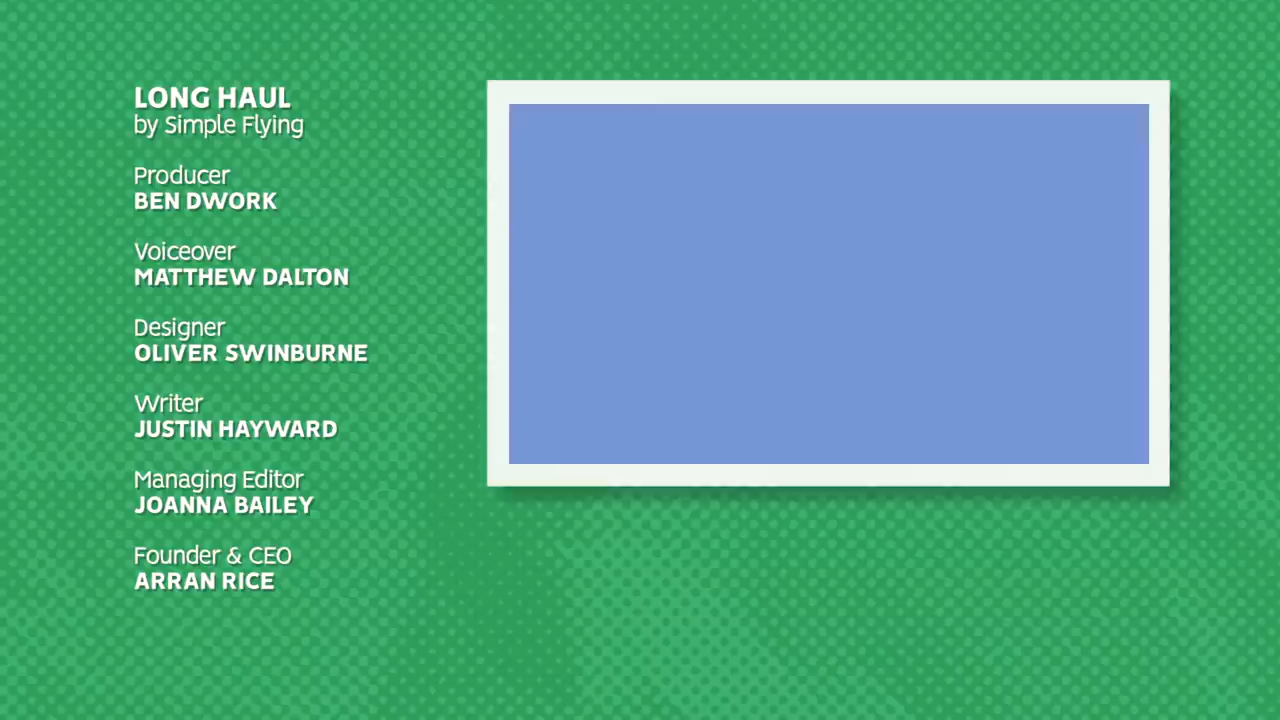 LONG HAUL
by Simple Flying
Producer
BEN DWORK
Voiceover
MATTHEW DALTON
Designer
OLIVER SWINBURNE
Writer
JUSTIN HAYWARD
Managing Editor
JOANNA BAILEY
Founder & CEO
ARRAN RICE